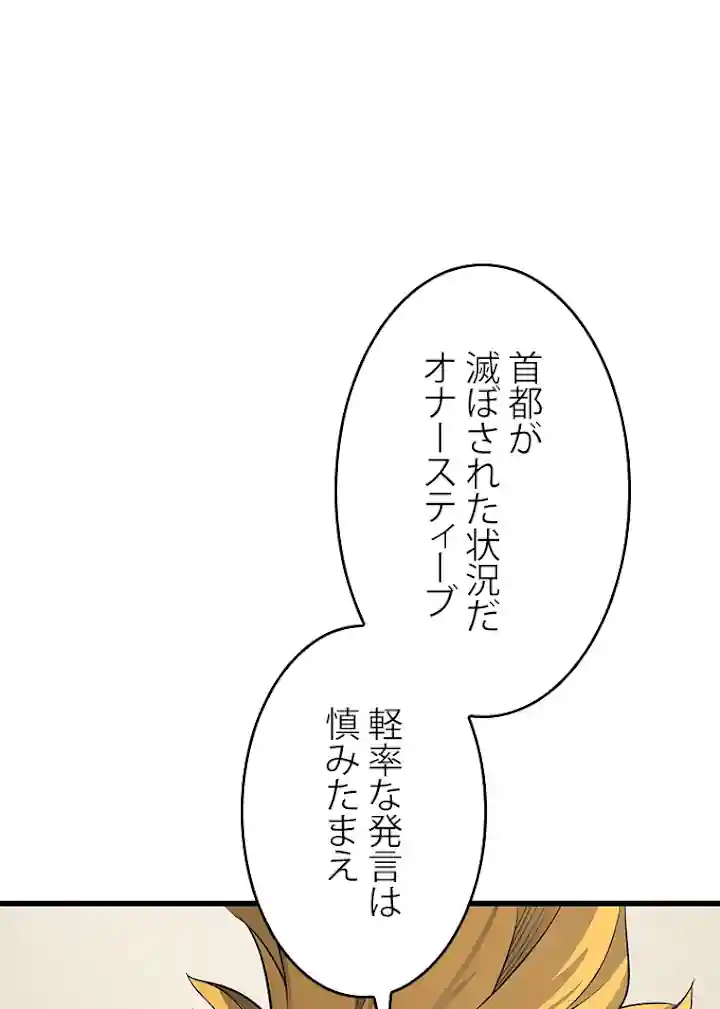 首都が
滅ぼされた状況だ
オナースティーブ
軽率な発言は
慎みたまえ